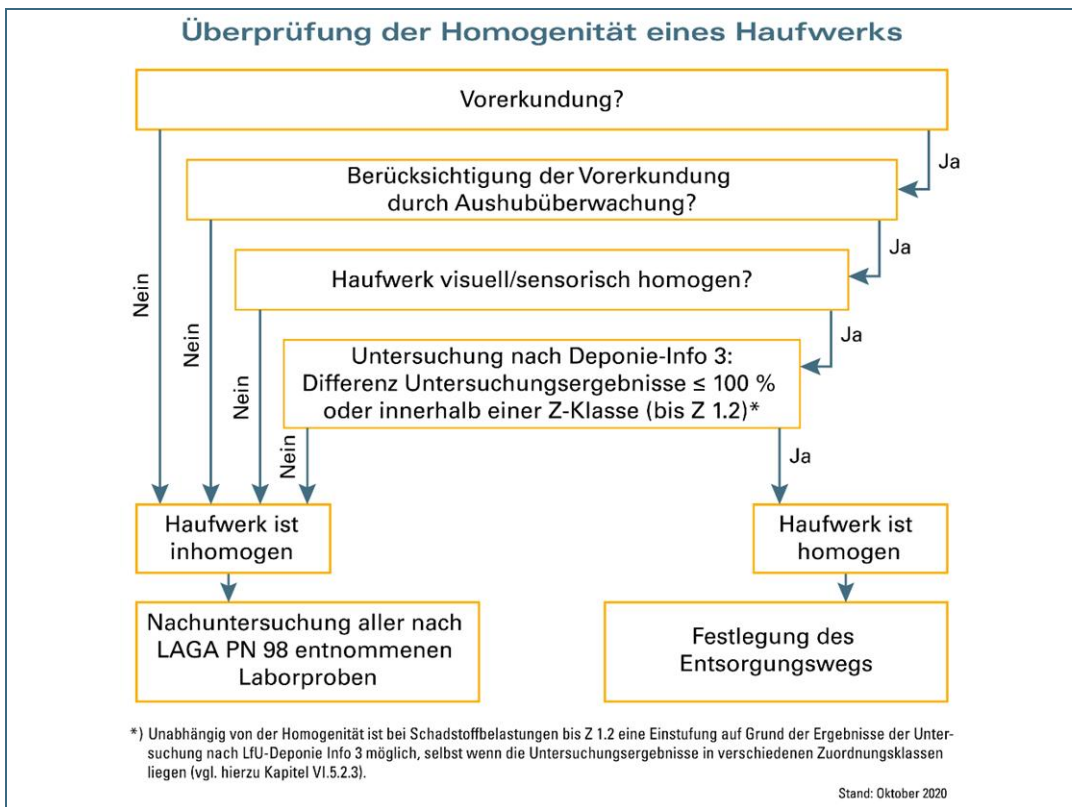 Überprüfung der Homogenität eines Haufwerks
Vorerkundung?
Ja
Berücksichtigung der Vorerkundung
durch Aushubüberwachung?
Ja
Haufwerk visuell/sensorisch homogen?
Ja
Untersuchung nach Deponie-Info 3:
Differenz Untersuchungsergebnisse ≤ 100 %
oder innerhalb einer Z-Klasse (bis Z 1.2)*
Nein
Nein
Nein
Nein
Ja
Haufwerk ist
inhomogen
Haufwerk ist
homogen
Nachuntersuchung aller nach
LAGA PN 98 entnommenen
Laborproben
Festlegung des
Entsorgungswegs
*) Unabhängig von der Homogenität ist bei Schadstoffbelastungen bis Z 1.2 eine Einstufung auf Grund der Ergebnisse der Unter-
suchung nach LfU-Deponie Info 3 möglich, selbst wenn die Untersuchungsergebnisse in verschiedenen Zuordnungsklassen
liegen (vgl. hierzu Kapitel VI.5.2.3).
Stand: Oktober 2020